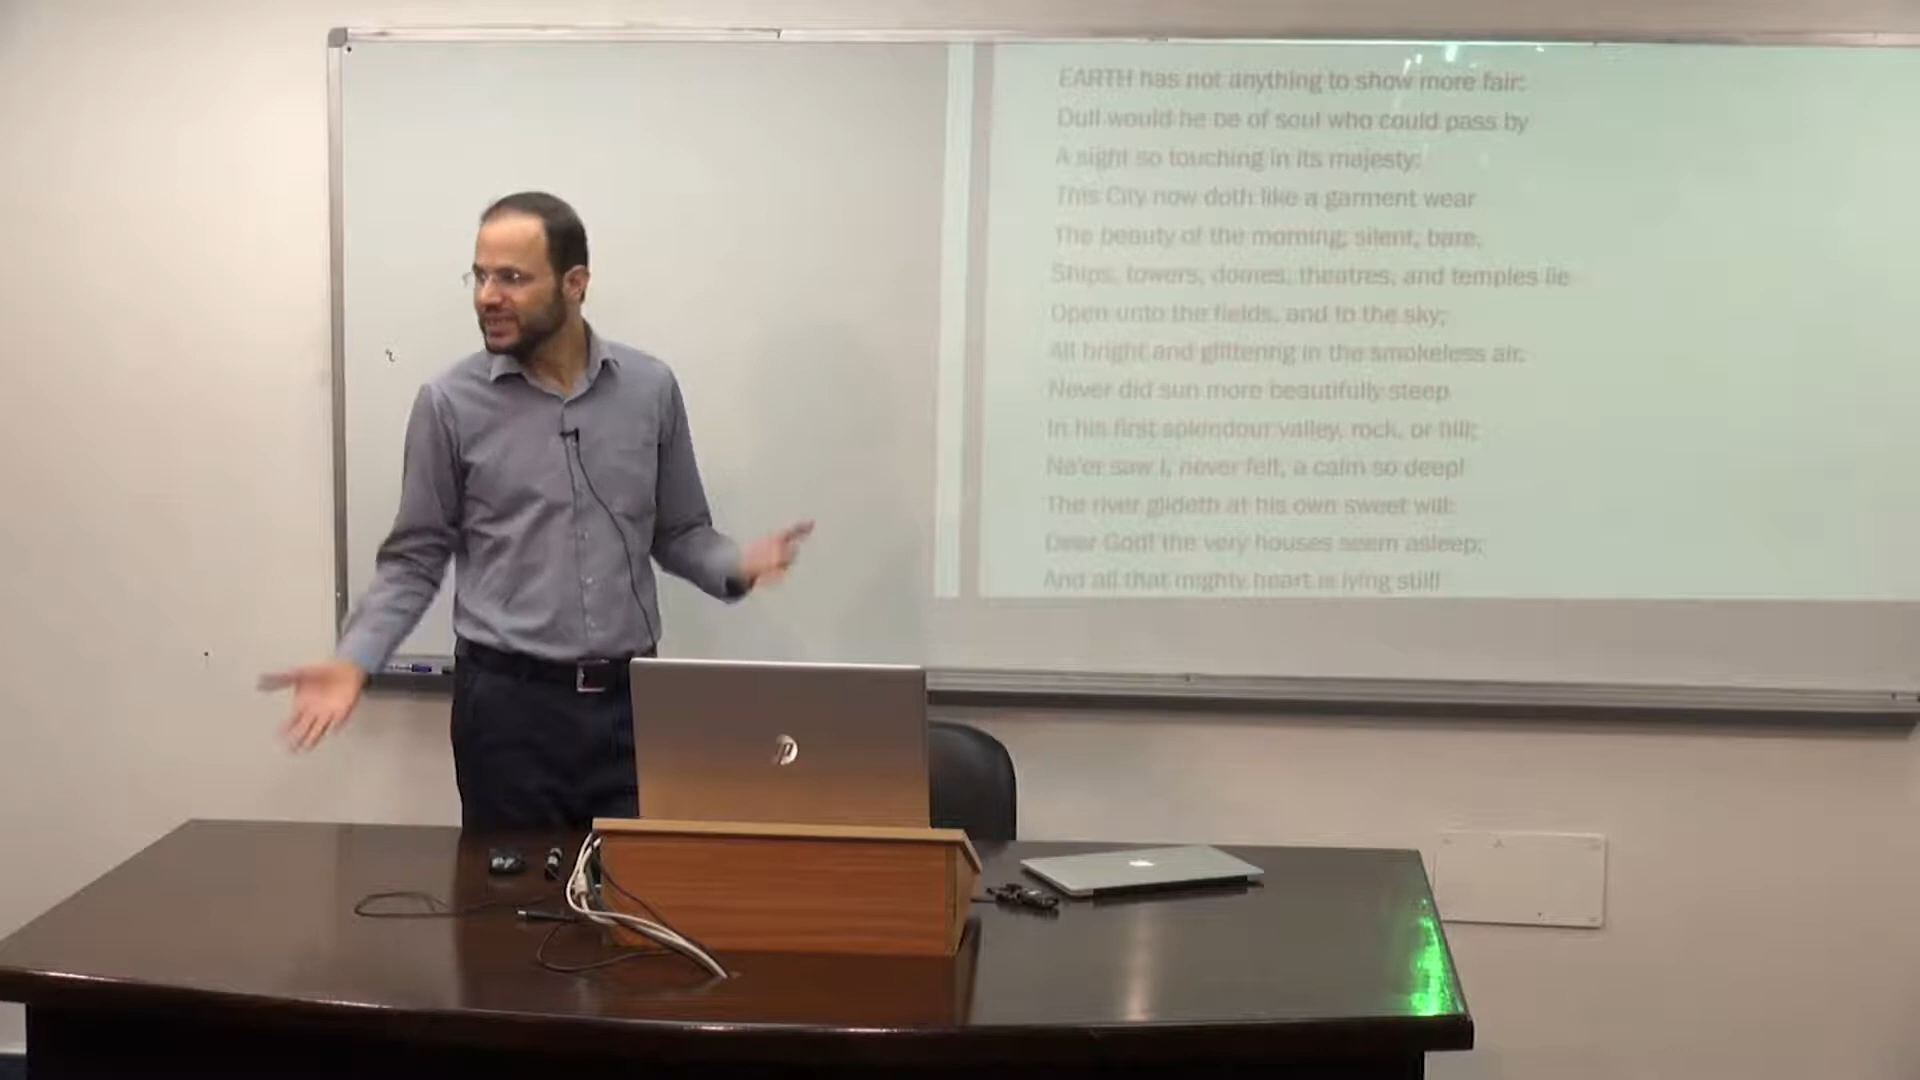 EARTH has not anything to show more fair:
Dull would he be of soul who could pass by
A sight so touching in its majesty:
This City now doth like a garment wear
The beauty of the morning; silent, bare,
Ships, towers, domes, theatres, and temples lie
Open unto the fields, and to the sky;
All bright and glittering in the smokeless air.
Never did sun more beautifully steep
In his first splendour valley, rock, or hill;
Ne'er saw I, never felt, a calm so deep!
The river glideth at his own sweet will:
Dear God! the very houses seem asleep;
And all that mighty heart is lying still!
hp